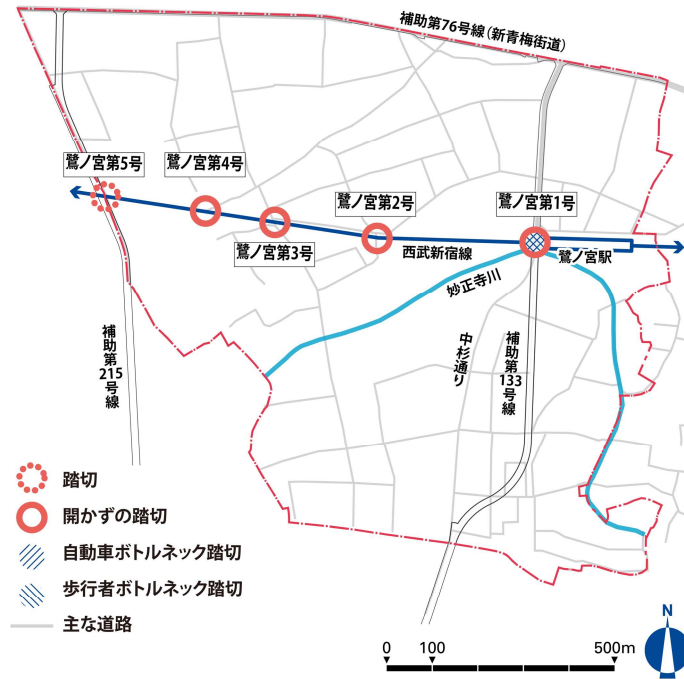 補助第76号線(新青梅街道)
鷺ノ宮第5号
鷺ノ宮第4号
鷺ノ宮第2号
鷺ノ宮第1号
鷺ノ宮第3号
西武新宿線
鷺ノ宮駅
妙正寺川
中杉通り
補助第133号線
補助第215号線
踏切
開かずの踏切
自動車ボトルネック踏切
歩行者ボトルネック踏切
主な道路
0 100 500m
N